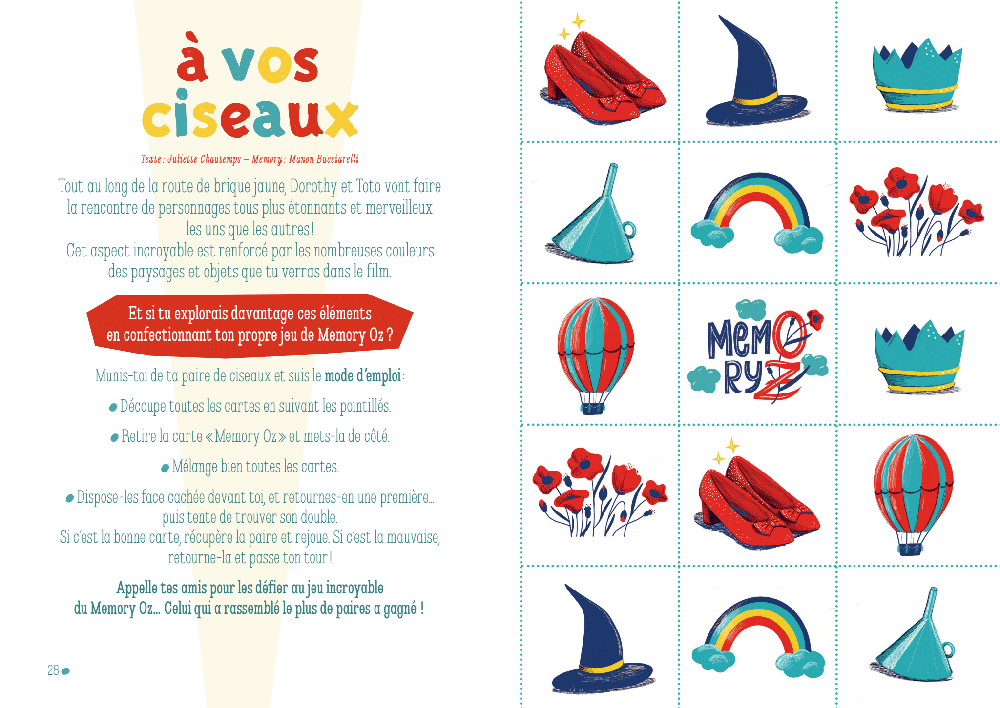 à vos
ciseaux
Texte : Juliette Chautemps – Memory : Manon Bucciarelli
Tout au long de la route de brique jaune, Dorothy et Toto vont faire
la rencontre de personnages tous plus étonnants et merveilleux
les uns que les autres !
Cet aspect incroyable est renforcé par les nombreuses couleurs
des paysages et objets que tu verras dans le film.
Et si tu explorais davantage ces éléments
en confectionnant ton propre jeu de Memory Oz ?
Munis-toi de ta paire de ciseaux et suis le mode d’emploi :
• Découpe toutes les cartes en suivant les pointillés.
• Retire la carte « Memory Oz » et mets-la de côté.
• Mélange bien toutes les cartes.
• Dispose-les face cachée devant toi, et retournes-en une première...
puis tente de trouver son double.
Si c’est la bonne carte, récupère la paire et rejoue. Si c’est la mauvaise,
retourne-la et passe ton tour !
Appelle tes amis pour les défier au jeu incroyable
du Memory Oz... Celui qui a rassemblé le plus de paires a gagné !
28
MeMO
RYZ